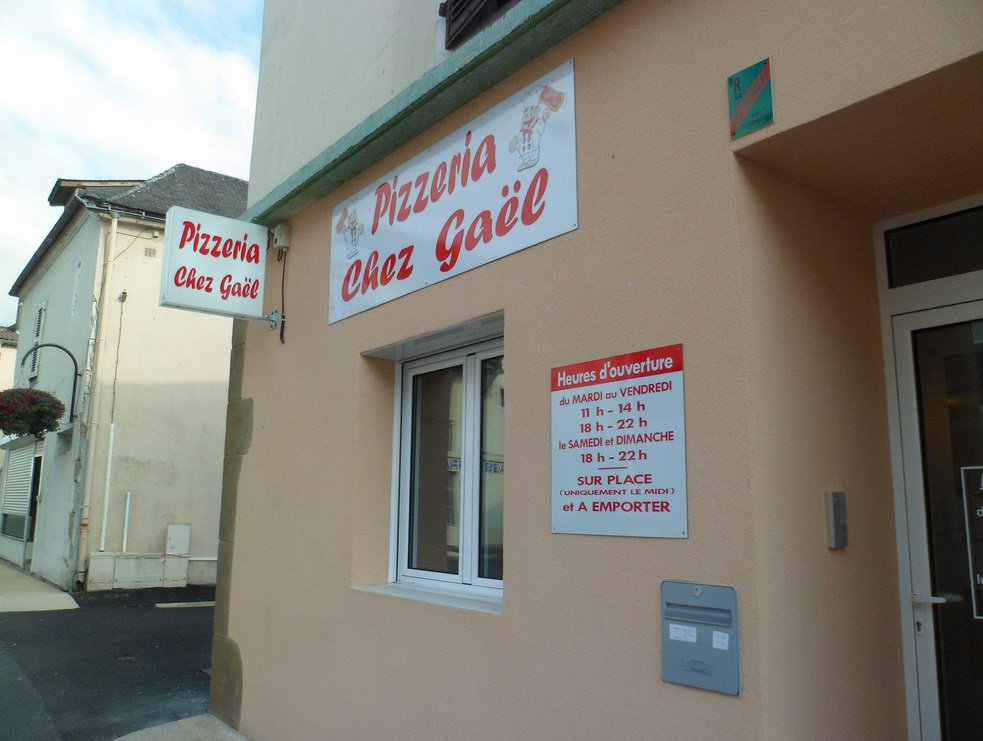 Pizzeria
Chez Gaël
Pizzeria
Chez Gaël
R
Heures d'ouverture
du MARDI au VENDREDI
11 h - 14 h
18 h - 22 h
le SAMEDI et DIMANCHE
18 h - 22 h
SUR PLACE
( UNIQUEMENT LE MIDI )
et A EMPORTER